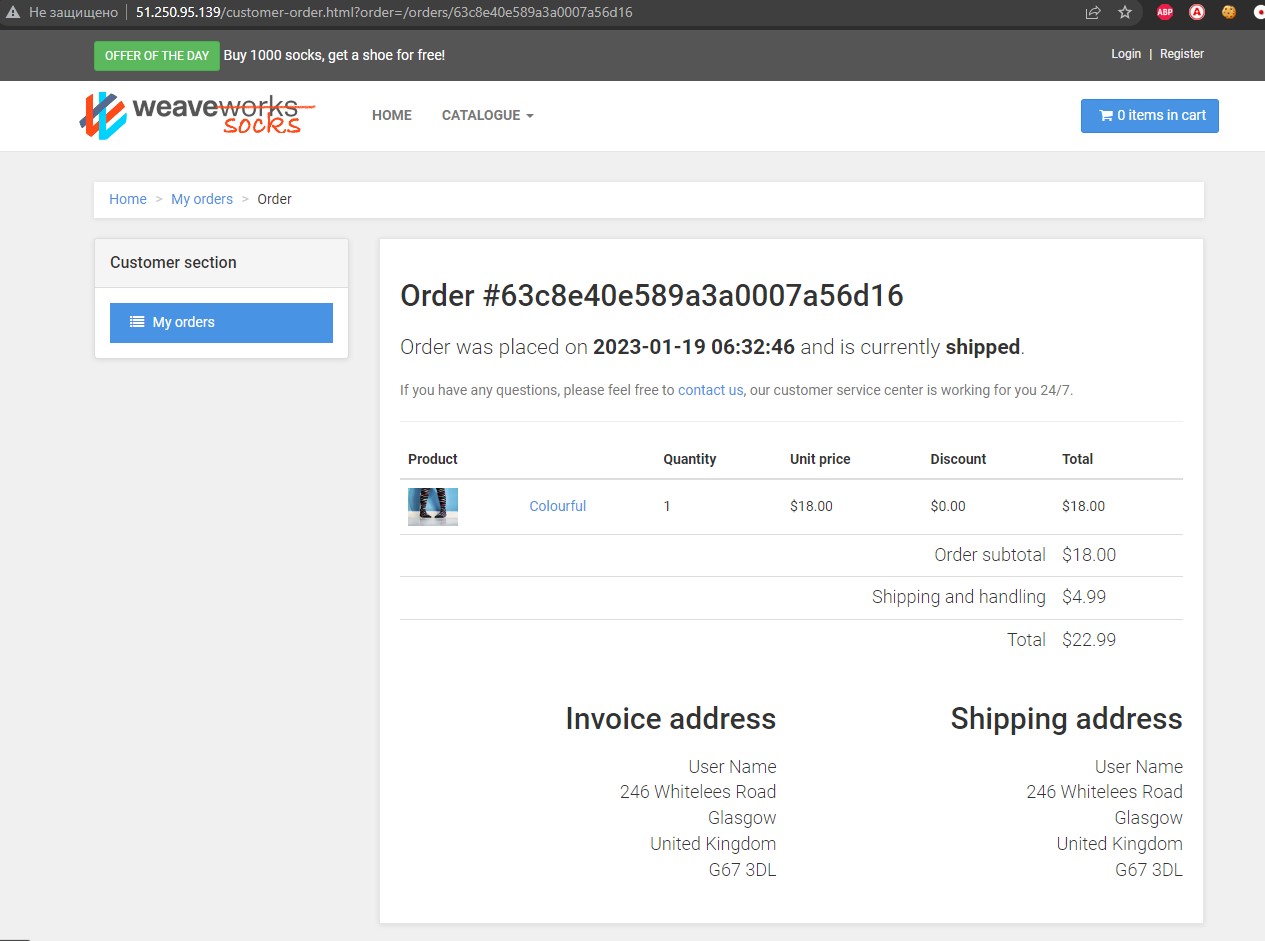 Не защищено | 51.250.95.139/customer-order.html?order=/orders/63c8e40e589a3a0007a56d16
ABP
A
OFFER OF THE DAY Buy 1000 socks, get a shoe for free!
Login | Register
weaveworks
socks
HOME CATALOGUE
0 items in cart
Home > My orders > Order
Customer section
My orders
Order #63c8e40e589a3a0007a56d16
Order was placed on 2023-01-19 06:32:46 and is currently shipped.
If you have any questions, please feel free to contact us, our customer service center is working for you 24/7.
Product Quantity Unit price Discount Total
Colourful 1 $18.00 $0.00 $18.00
Order subtotal $18.00
Shipping and handling $4.99
Total $22.99
Invoice address
User Name
246 Whitelees Road
Glasgow
United Kingdom
G67 3DL
Shipping address
User Name
246 Whitelees Road
Glasgow
United Kingdom
G67 3DL